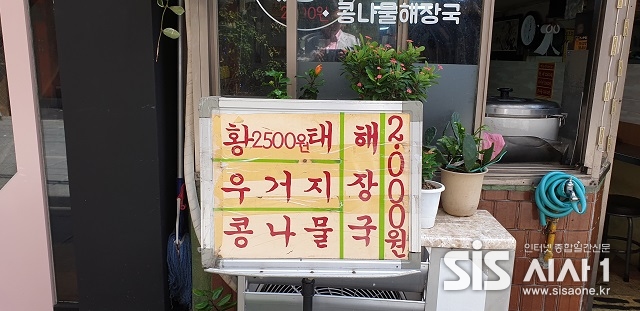 콩나물해장국
황2500원태 해
우거지 장
콩나물 국
2.000원
인터넷 종합일간신문
sis 시사1
www.sisaone.kr